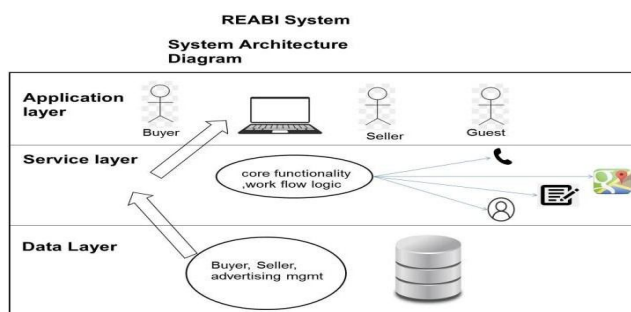 REABI System
System Architecture
Diagram
Application
layer
Buyer
Seller
Guest
Service layer
core functionality
,work flow logic
Data Layer
Buyer, Seller,
advertising mgmt